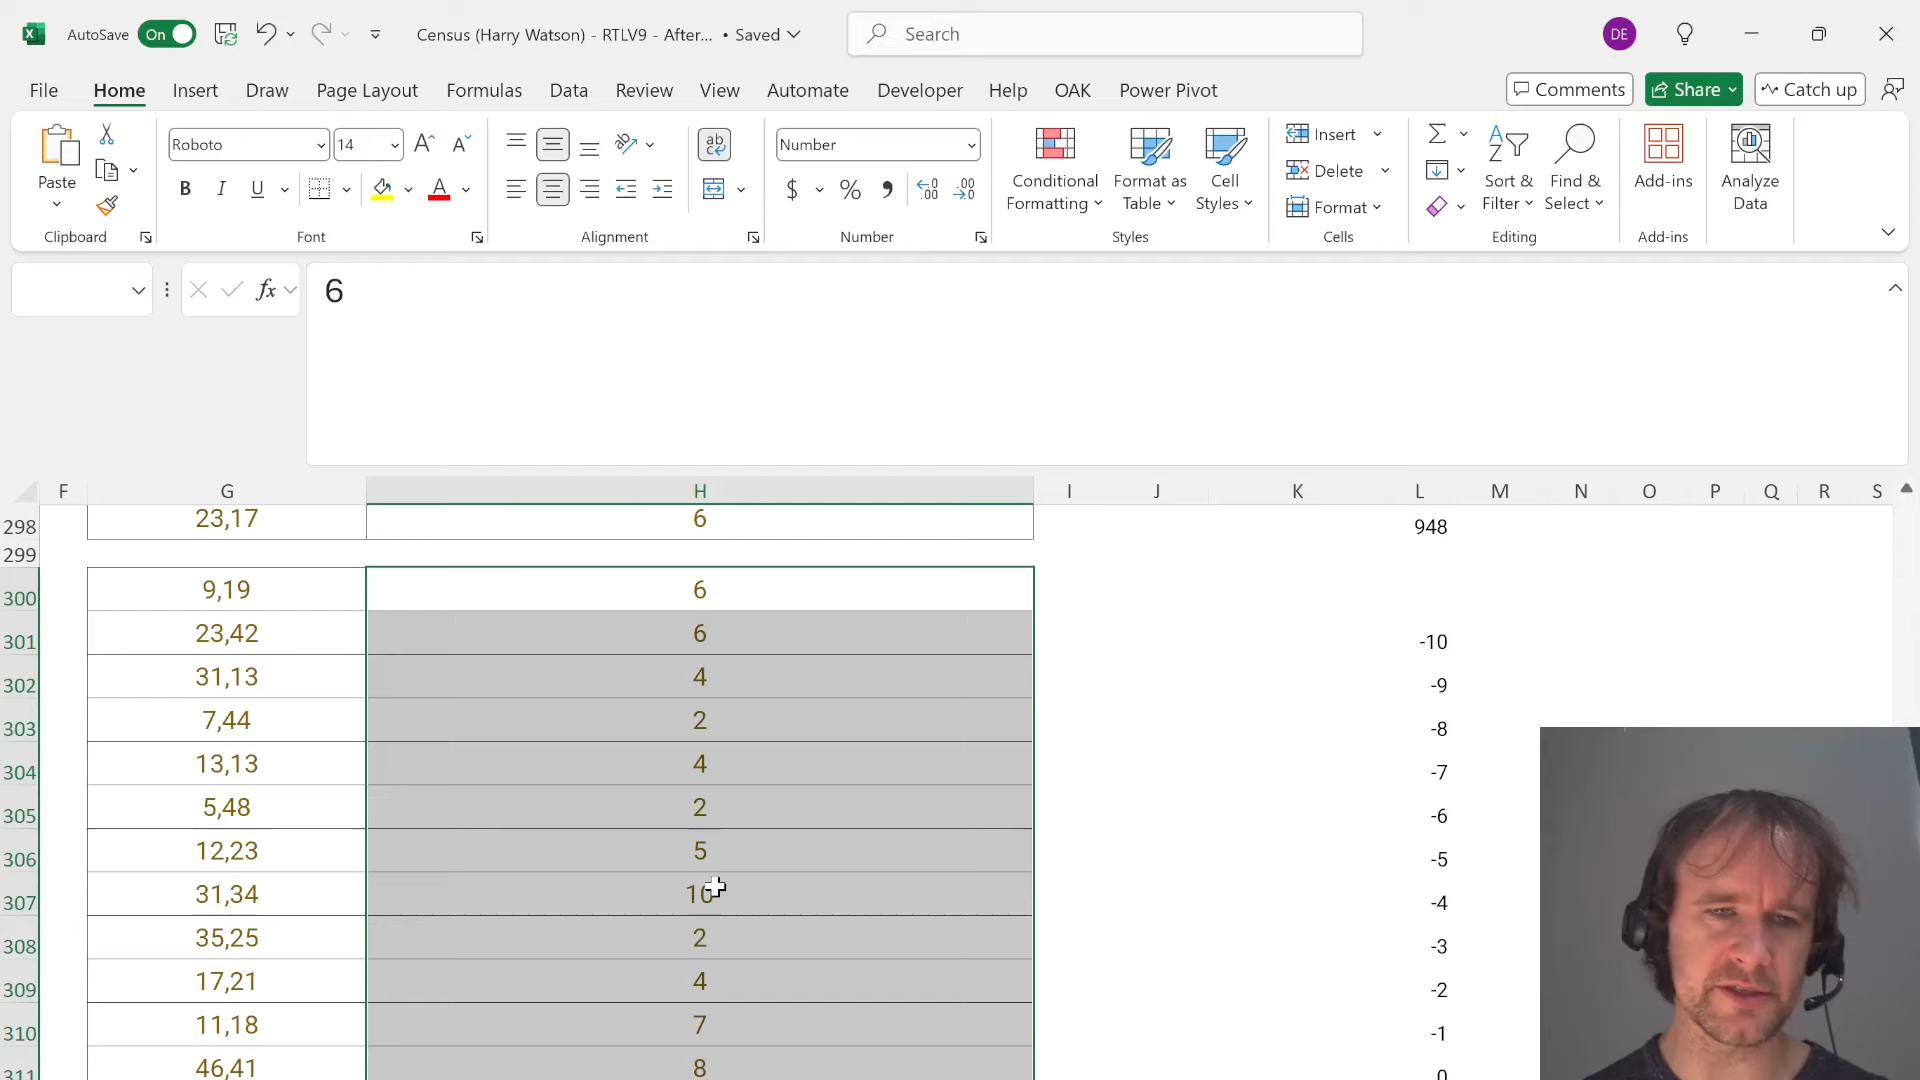 AutoSave On Census (Harry Watson) - RTLV9 - After... • Saved Search DE
File Home Insert Draw Page Layout Formulas Data Review View Automate Developer Help OAK Power Pivot Comments Share Catch up
Paste
Roboto 14
B I U
ab
c
Number
$ % , .00 .00
Conditional
Formatting
Format as
Table
Cell
Styles
Insert
Delete
Format
Sort &
Filter
Find &
Select
Add-ins
Analyze
Data
Clipboard Font Alignment Number Styles Cells Editing Add-ins
fx 6
F G H I J K L M N O P Q R S
298 23,17 6 948
299
300 9,19 6
301 23,42 6 -10
302 31,13 4 -9
303 7,44 2 -8
304 13,13 4 -7
305 5,48 2 -6
306 12,23 5 -5
307 31,34 10 -4
308 35,25 2 -3
309 17,21 4 -2
310 11,18 7 -1
311 46,41 8 0